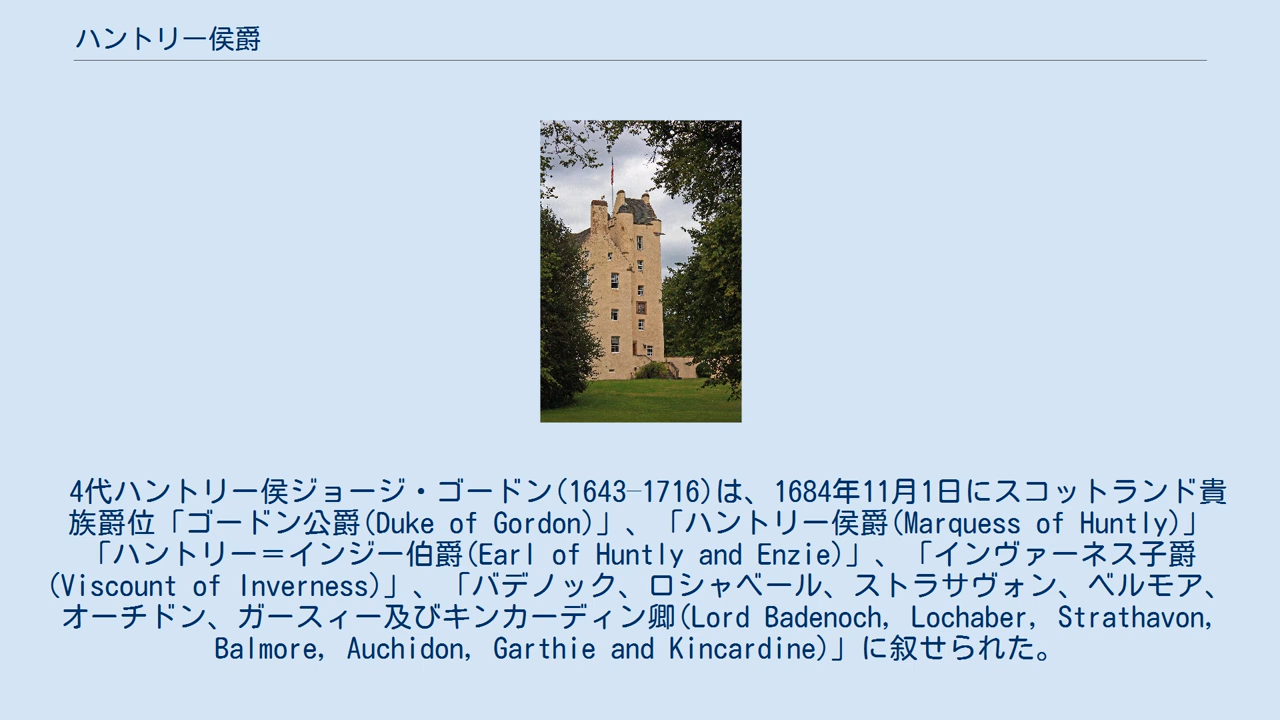 ハントリー侯爵
4代ハントリー侯ジョージ・ゴードン(1643–1716)は、1684年11月1日にスコットランド貴
族爵位「ゴードン公爵(Duke of Gordon)」、「ハントリー侯爵(Marquess of Huntly)」
「ハントリー＝インジー伯爵(Earl of Huntly and Enzie)」、「インヴァーネス子爵
(Viscount of Inverness)」、「バデノック、ロシャベール、ストラサヴォン、ベルモア、
オーチドン、ガースィー及びキンカーディン卿(Lord Badenoch, Lochaber, Strathavon,
Balmore, Auchidon, Garthie and Kincardine)」に叙せられた。